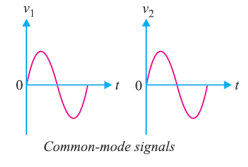 v₁ v₂
0 t 0 t
Common-mode signals